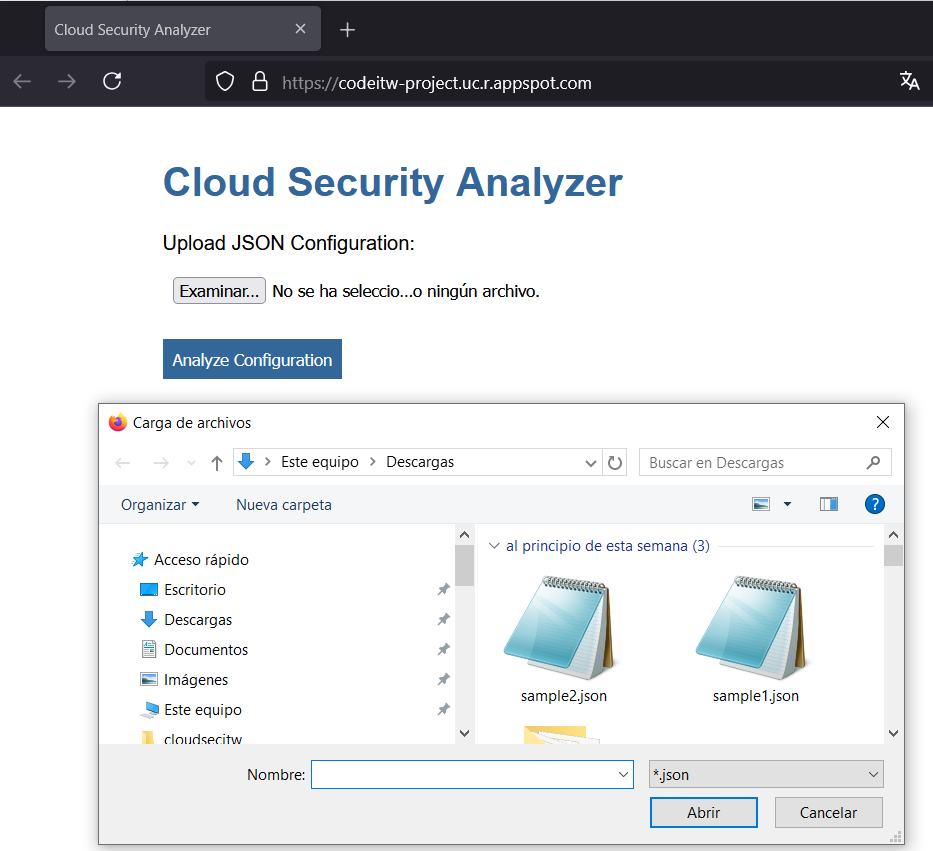 Cloud Security Analyzer
https://codeitw-project.uc.r.appspot.com
Cloud Security Analyzer
Upload JSON Configuration:
Examinar... No se ha seleccio...o ningún archivo.
Analyze Configuration
Carga de archivos
Este equipo > Descargas
Buscar en Descargas
Organizar
Nueva carpeta
?
Acceso rápido
Escritorio
Descargas
Documentos
Imágenes
Este equipo
cloudsecitw
al principio de esta semana (3)
sample2.json
sample1.json
Nombre:
*.json
Abrir
Cancelar